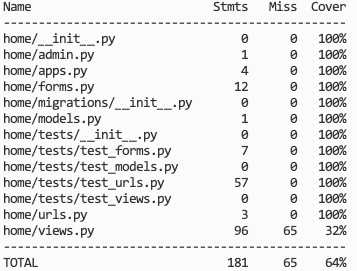 Name Stmts Miss Cover
------------------------------------------------
home/__init__.py 0 0 100%
home/admin.py 1 0 100%
home/apps.py 4 0 100%
home/forms.py 12 0 100%
home/migrations/__init__.py 0 0 100%
home/models.py 1 0 100%
home/tests/__init__.py 0 0 100%
home/tests/test_forms.py 7 0 100%
home/tests/test_models.py 0 0 100%
home/tests/test_urls.py 57 0 100%
home/tests/test_views.py 0 0 100%
home/urls.py 3 0 100%
home/views.py 96 65 32%
------------------------------------------------
TOTAL 181 65 64%